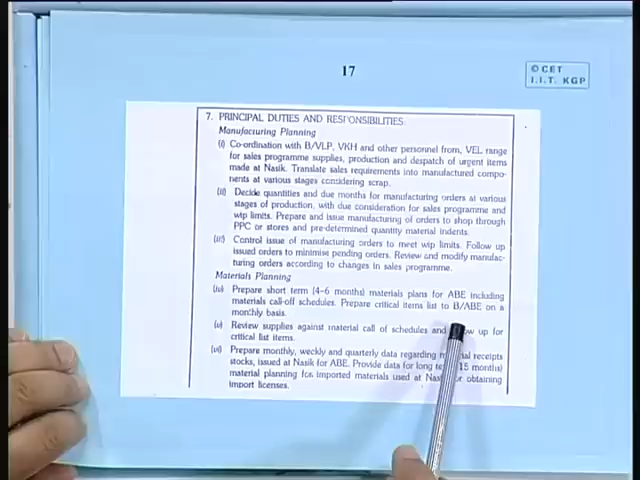 17
©CET
I.I.T. KGP
7. PRINCIPAL DUTIES AND RESPONSIBILITIES
Manufacturing Planning
(i) Co-ordination with B/VLP, VKH and other personnel from, VEL range
for sales programme supplies, production and despatch of urgent items
made at Nasik. Translate sales requirements into manufactured compo-
nents at various stages considering scrap.
(ii) Decide quantities and due months for manufacturing orders at various
stages of production, with due consideration for sales programme and
wip limits. Prepare and issue manufacturing of orders to shop through
PPC or stores and pre-determined quantity material indents.
(iii) Control issue of manufacturing orders to meet wip limits. Follow up
issued orders to minimise pending orders. Review and modify manufac-
turing orders according to changes in sales programme.
Materials Planning
(iv) Prepare short term (4-6 months) materials plans for ABE including
materials call-off schedules. Prepare critical items list to B/ABE on a
monthly basis.
(v) Review supplies against material call of schedules and up for
critical list items.
(vi) Prepare monthly, weekly and quarterly data regarding receipts
stocks, issued at Nasik for ABE. Provide data for long 15 months)
material planning for imported materials used at obtaining
import licenses.